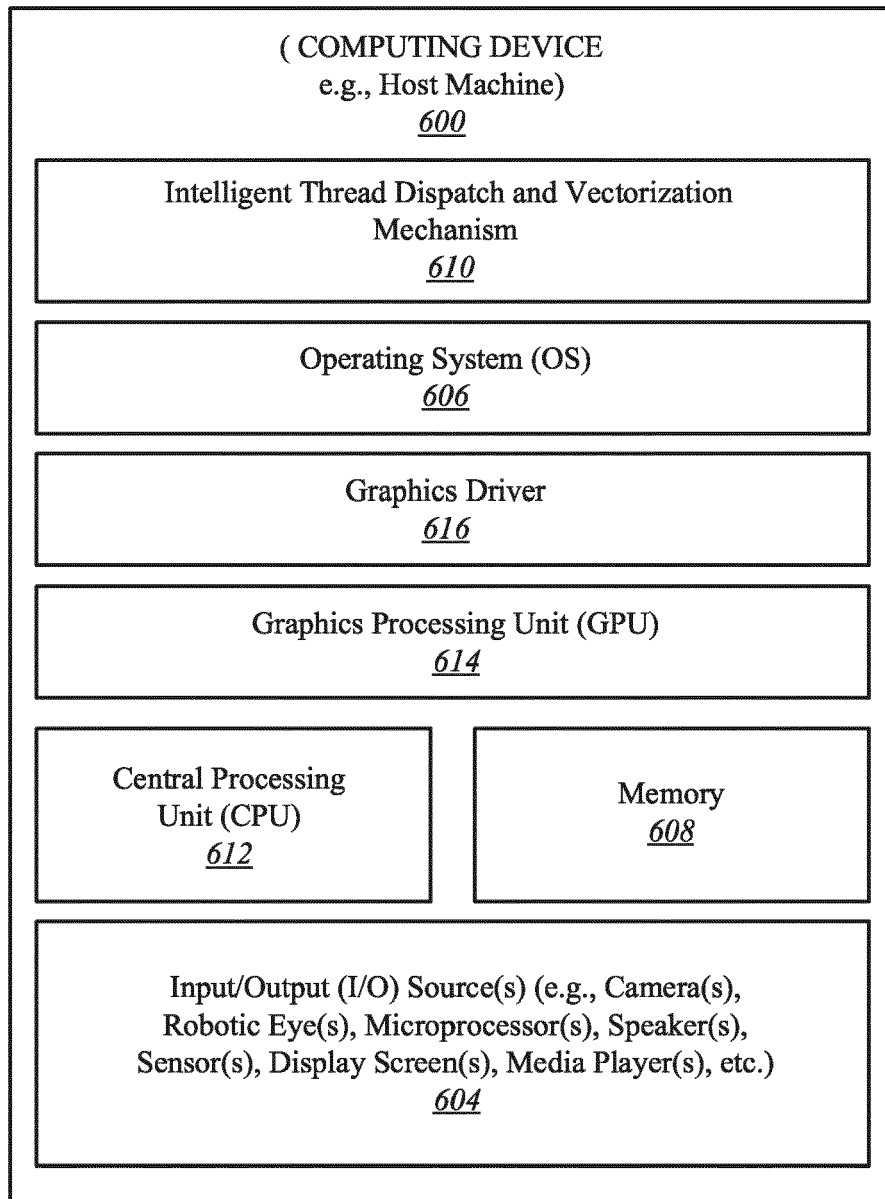 ( COMPUTING DEVICE
e.g., Host Machine)
600
Intelligent Thread Dispatch and Vectorization
Mechanism
610
Operating System (OS)
606
Graphics Driver
616
Graphics Processing Unit (GPU)
614
Central Processing
Unit (CPU)
612
Memory
608
Input/Output (I/O) Source(s) (e.g., Camera(s),
Robotic Eye(s), Microprocessor(s), Speaker(s),
Sensor(s), Display Screen(s), Media Player(s), etc.)
604